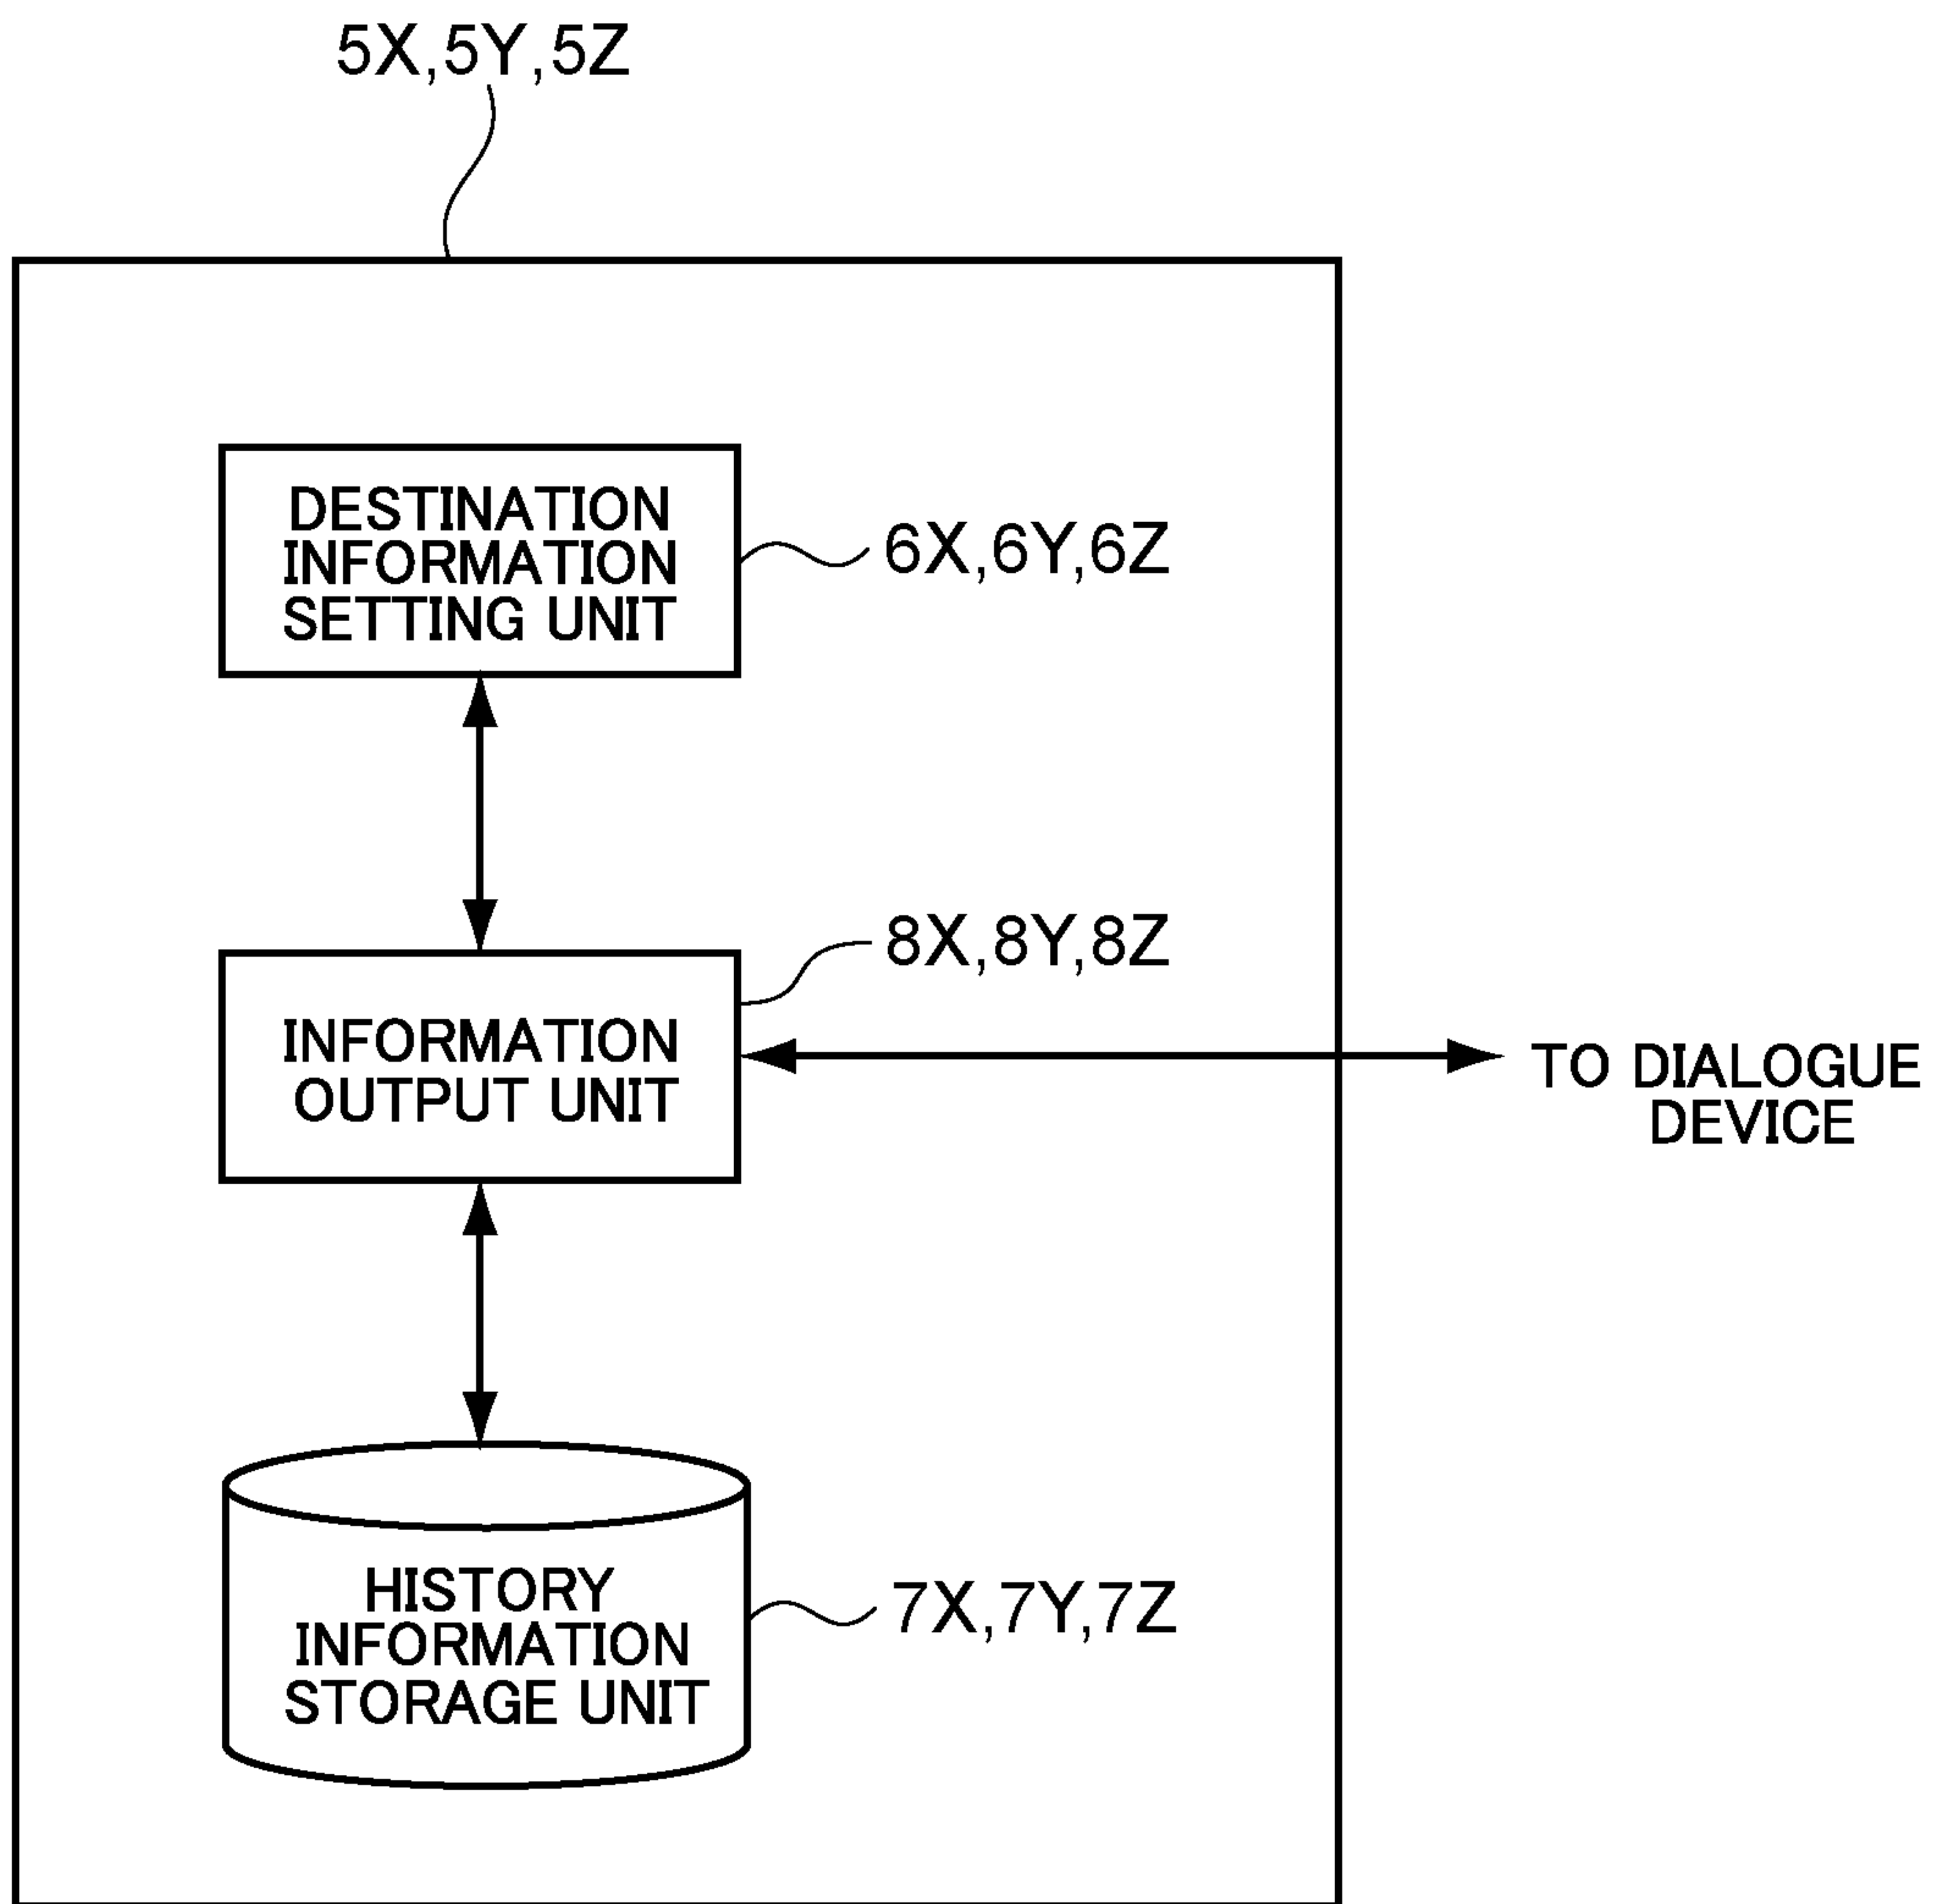 5X,5Y,5Z
DESTINATION
INFORMATION
SETTING UNIT
6X,6Y,6Z
8X,8Y,8Z
INFORMATION
OUTPUT UNIT
TO DIALOGUE
DEVICE
HISTORY
INFORMATION
STORAGE UNIT
7X,7Y,7Z